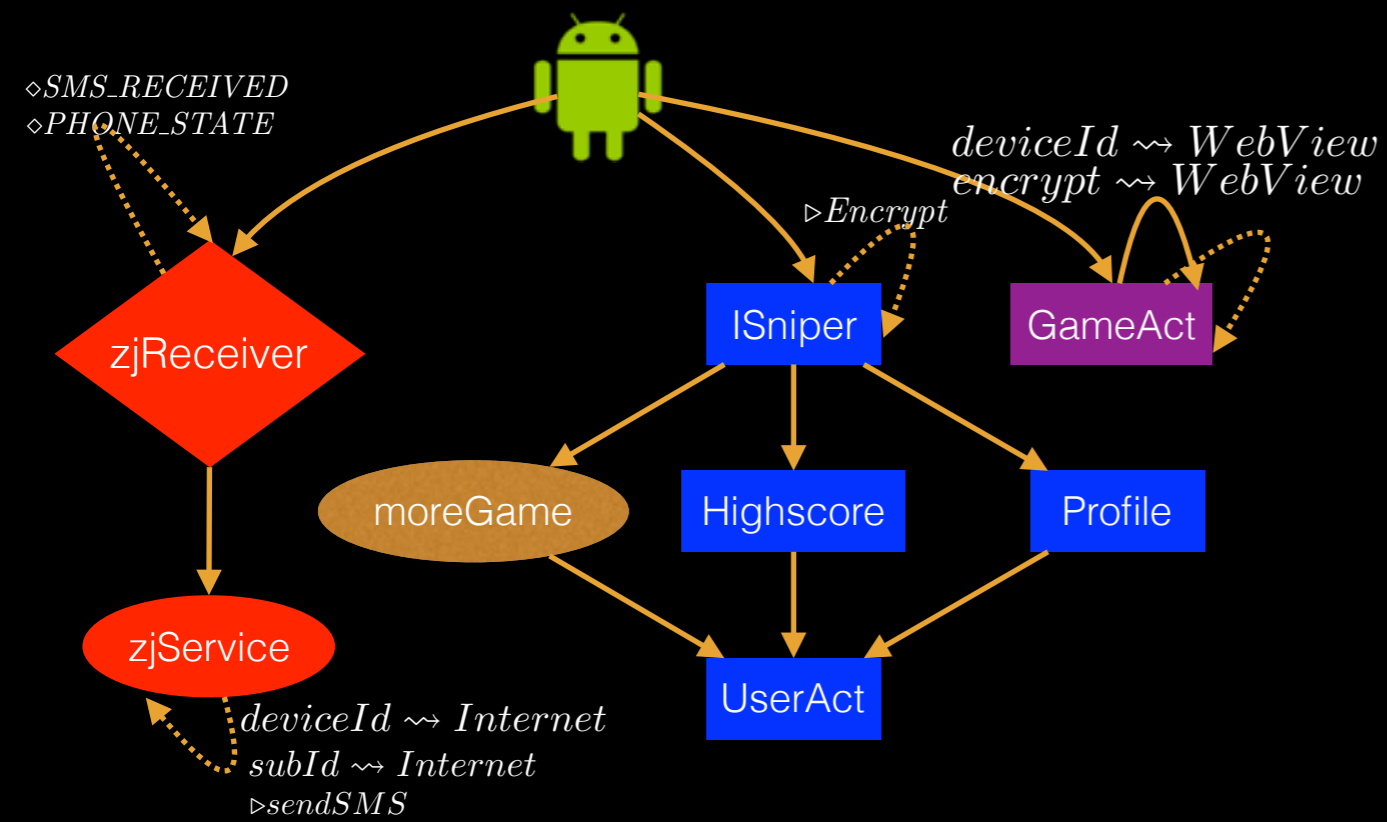 ⋄SMS_RECEIVED
⋄PHONE_STATE
deviceId ⇝ WebView
encrypt ⇝ WebView
▷Encrypt
zjReceiver
ISniper
GameAct
moreGame
Highscore
Profile
zjService
UserAct
deviceId ⇝ Internet
subId ⇝ Internet
▷sendSMS